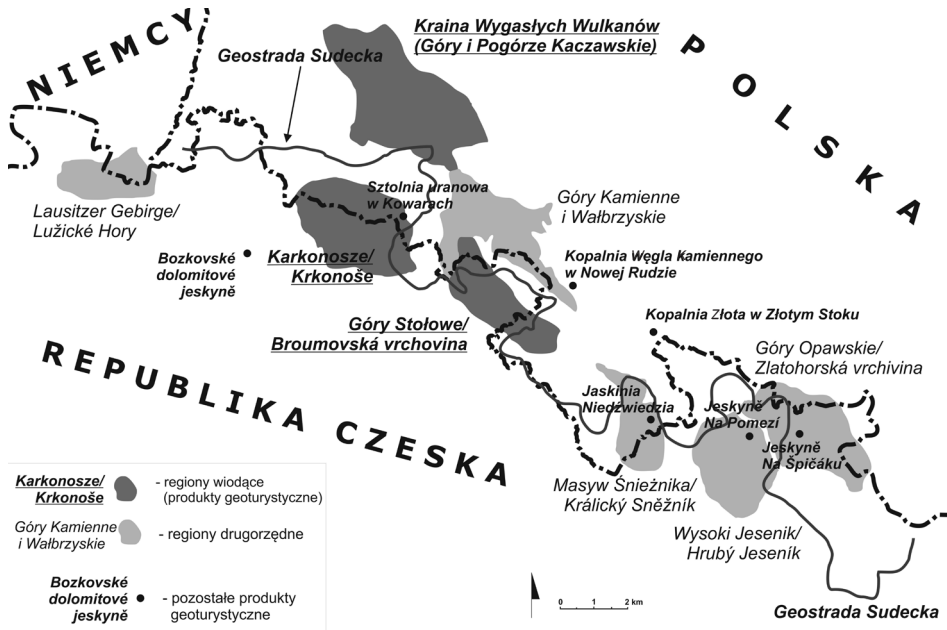 NIEMCY
Kraina Wygasłych Wulkanów
(Góry i Pogórze Kaczawskie)
POLSKA
Geostrada Sudecka
Lausitzer Gebirge/
Lužické Hory
Sztolnia uranowa
w Kowarach
Góry Kamienne
i Wałbrzyskie
Bozkovské
dolomitové
jeskyně
Karkonosze/
Krkonoše
Kopalnia Węgla Kamiennego
w Nowej Rudzie
Góry Stołowe/
Broumovská vrchovina
Kopalnia Złota w Złotym Stoku
Góry Opawskie/
Zlatohorská vrchivina
REPUBLIKA CZESKA
Jaskinia
Niedźwiedzia
Jeskyně
Na Pomezí
Jeskyně
Na Špičáku
Masyw Śnieżnika/
Králický Sněžník
Wysoki Jesenik/
Hrubý Jeseník
Geostrada Sudecka
Karkonosze/
Krkonoše
- regiony wiodące
(produkty geoturystyczne)
Góry Kamienne
i Wałbrzyskie
- regiony drugorzędne
Bozkovské
dolomitové
jeskyně
- pozostałe produkty
geoturystyczne
0 1 2 km